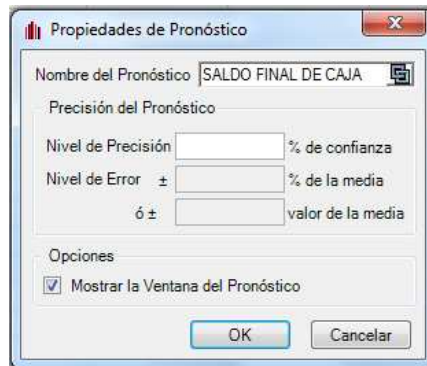 Propiedades de Pronóstico
Nombre del Pronóstico SALDO FINAL DE CAJA
Precisión del Pronóstico
Nivel de Precisión % de confianza
Nivel de Error ± % de la media
ó ± valor de la media
Opciones
Mostrar la Ventana del Pronóstico
OK Cancelar